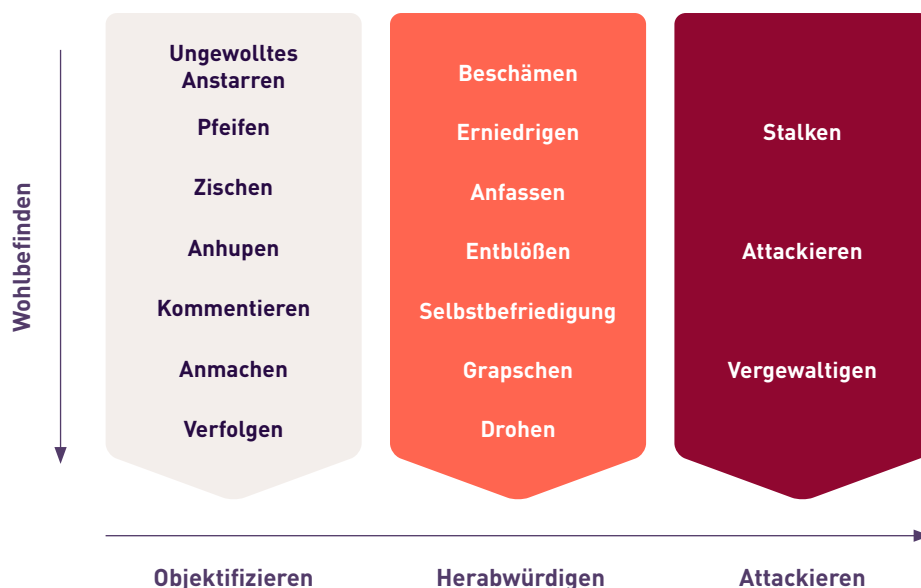 Wohlbefinden
Ungewolltes
Anstarren
Pfeifen
Zischen
Anhupen
Kommentieren
Anmachen
Verfolgen
Beschämen
Erniedrigen
Anfassen
Entblößen
Selbstbefriedigung
Grapschen
Drohen
Stalken
Attackieren
Vergewaltigen
Objektifizieren
Herabwürdigen
Attackieren